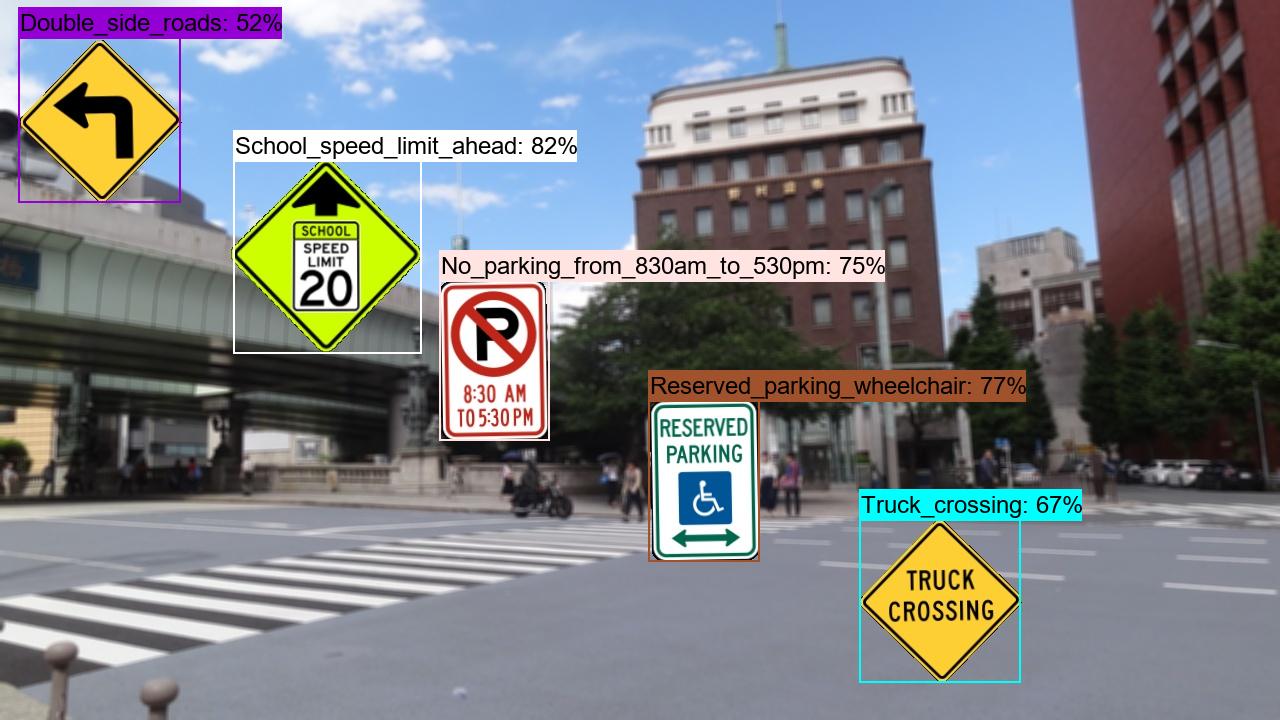 Double_side_roads: 52%
School_speed_limit_ahead: 82%
SCHOOL
SPEED
LIMIT
20
No_parking_from_830am_to_530pm: 75%
P
8:30 AM
TO 5:30 PM
Reserved_parking_wheelchair: 77%
RESERVED
PARKING
Truck_crossing: 67%
TRUCK
CROSSING